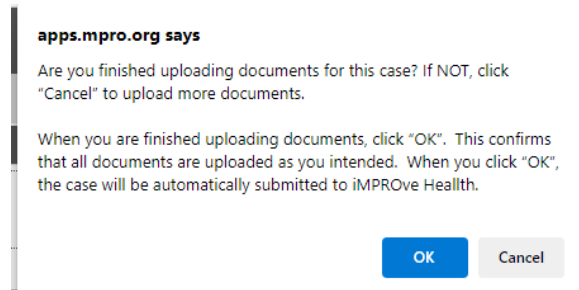 apps.mpro.org says
Are you finished uploading documents for this case? If NOT, click
“Cancel” to upload more documents.
When you are finished uploading documents, click “OK”.  This confirms
that all documents are uploaded as you intended.  When you click “OK”,
the case will be automatically submitted to iMPROve Heallth.
OK
Cancel